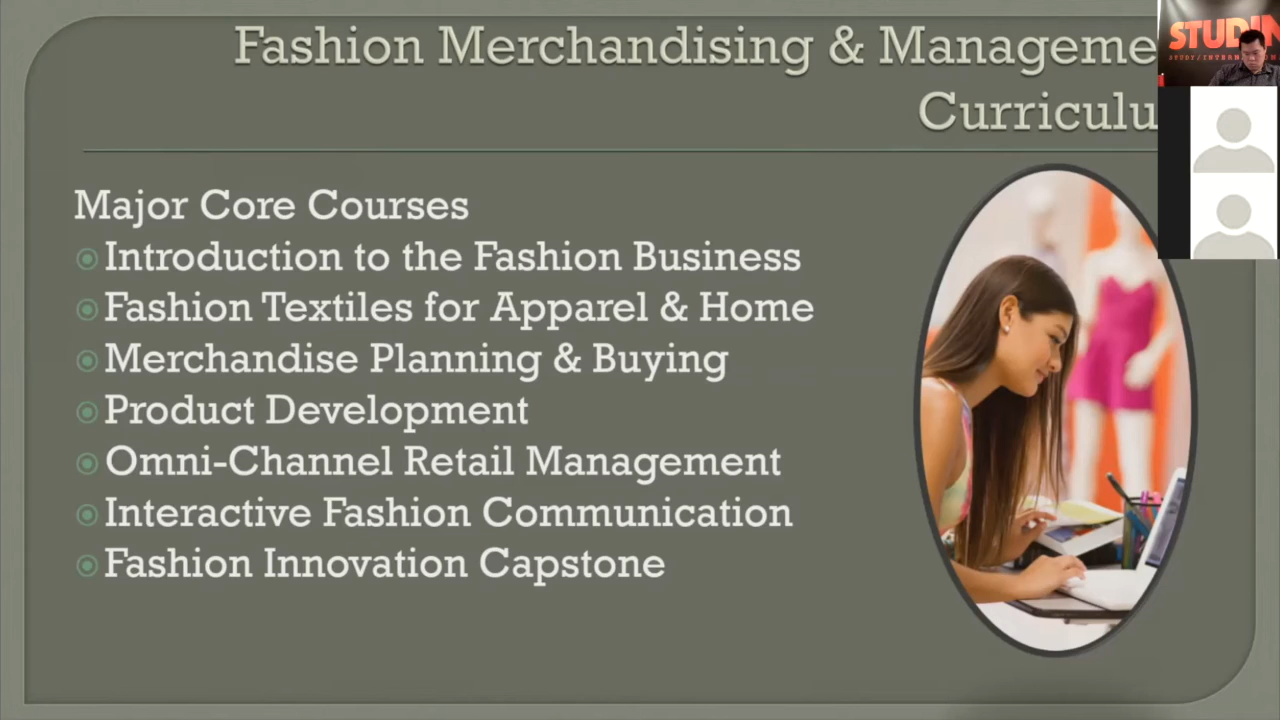 Fashion Merchandising & Manageme
Curriculu
STUDIN
Major Core Courses
Introduction to the Fashion Business
Fashion Textiles for Apparel & Home
Merchandise Planning & Buying
Product Development
Omni-Channel Retail Management
Interactive Fashion Communication
Fashion Innovation Capstone